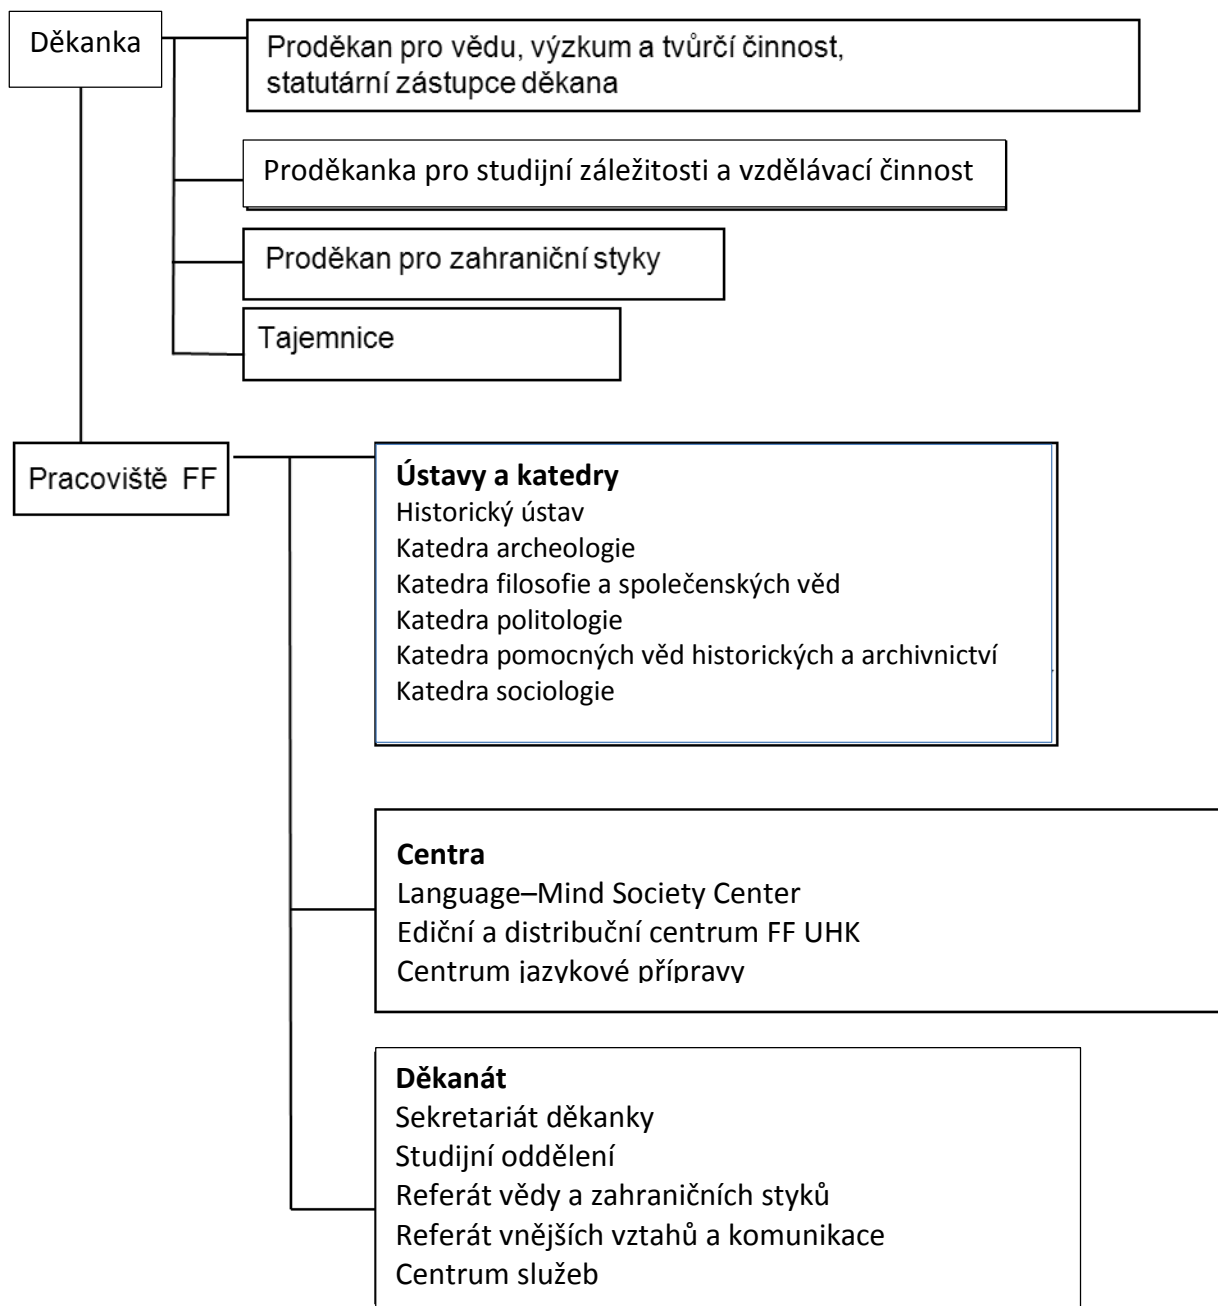 Děkanka
Proděkan pro vědu, výzkum a tvůrčí činnost,
statutární zástupce děkana
Proděkanka pro studijní záležitosti a vzdělávací činnost
Proděkan pro zahraniční styky
Tajemnice
Pracoviště FF
Ústavy a katedry
Historický ústav
Katedra archeologie
Katedra filosofie a společenských věd
Katedra politologie
Katedra pomocných věd historických a archivnictví
Katedra sociologie
Centra
Language–Mind Society Center
Ediční a distribuční centrum FF UHK
Centrum jazykové přípravy
Děkanát
Sekretariát děkanky
Studijní oddělení
Referát vědy a zahraničních styků
Referát vnějších vztahů a komunikace
Centrum služeb